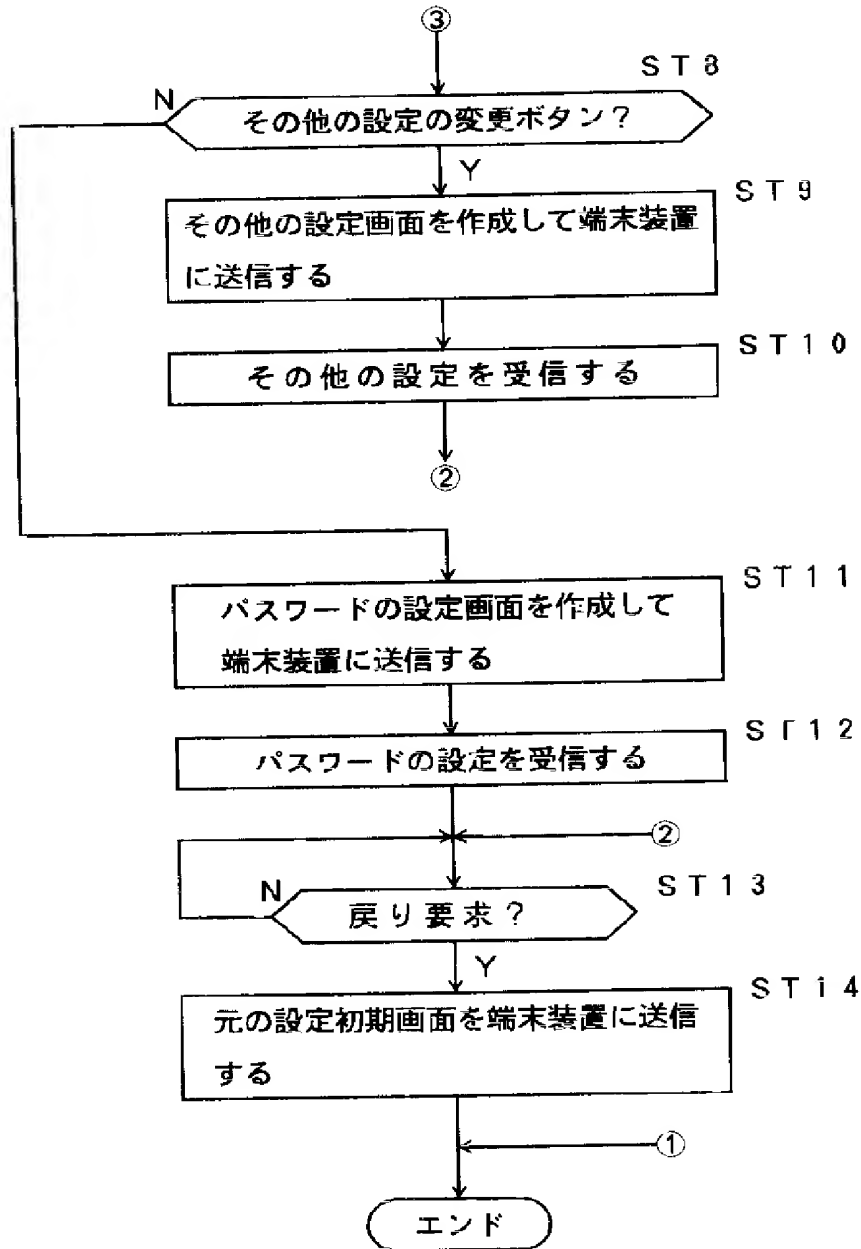 ③
ST8
N
その他の設定の変更ボタン?
Y
ST9
その他の設定画面を作成して端末装置
に送信する
ST10
その他の設定を受信する
②
ST11
パスワードの設定画面を作成して
端末装置に送信する
ST12
パスワードの設定を受信する
②
ST13
N
戻り要求?
Y
ST14
元の設定初期画面を端末装置に送信
する
①
エンド